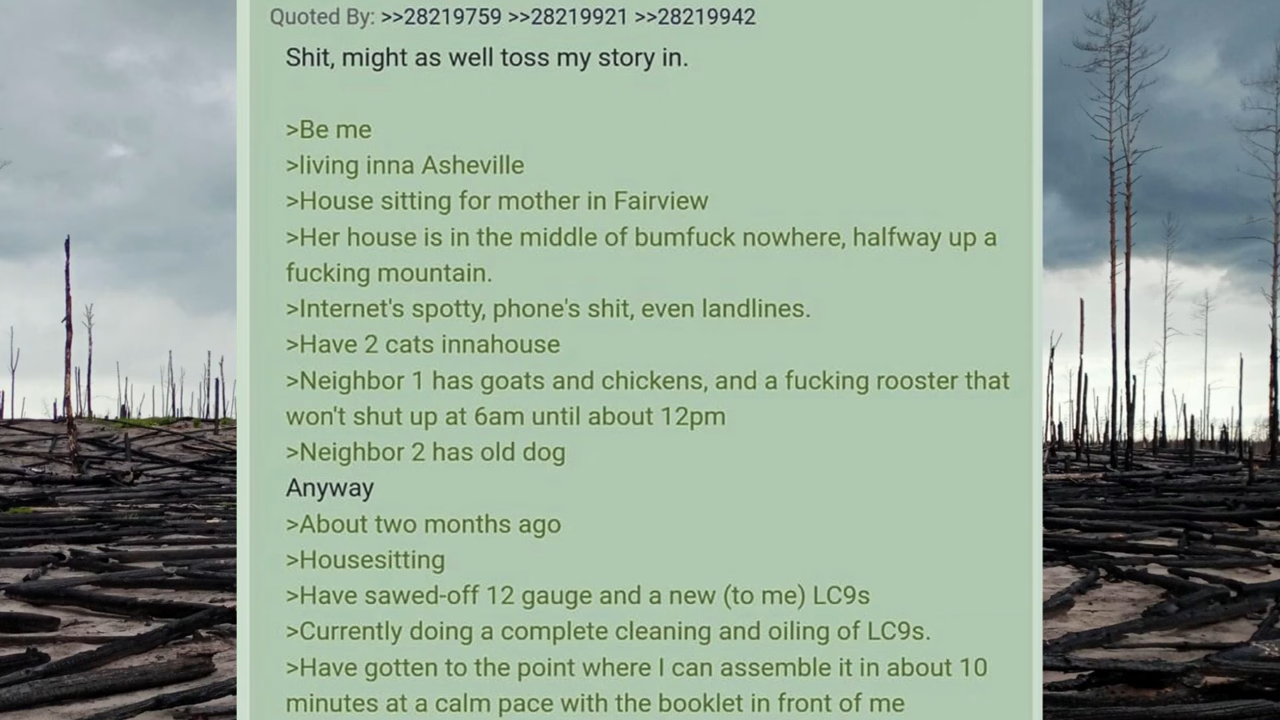 Quoted By: >>28219759 >>28219921 >>28219942
Shit, might as well toss my story in.
>Be me
>living inna Asheville
>House sitting for mother in Fairview
>Her house is in the middle of bumfuck nowhere, halfway up a
fucking mountain.
>Internet's spotty, phone's shit, even landlines.
>Have 2 cats innahouse
>Neighbor 1 has goats and chickens, and a fucking rooster that
won't shut up at 6am until about 12pm
>Neighbor 2 has old dog
Anyway
>About two months ago
>Housesitting
>Have sawed-off 12 gauge and a new (to me) LC9s
>Currently doing a complete cleaning and oiling of LC9s.
>Have gotten to the point where I can assemble it in about 10
minutes at a calm pace with the booklet in front of me